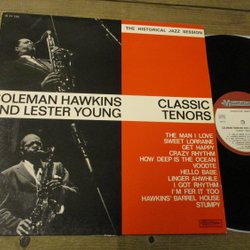 THE HISTORICAL JAZZ SESSION
COLEMAN HAWKINS
AND LESTER YOUNG
CLASSIC
TENORS
THE MAN I LOVE
SWEET LORRAINE
GET HAPPY
CRAZY RHYTHM
HOW DEEP IS THE OCEAN
VOODTE
HELLO BABE
LINGER AHWHILE
I GOT RHYTHM
I'M FER IT TOO
HAWKINS' BARREL HOUSE
STUMPY